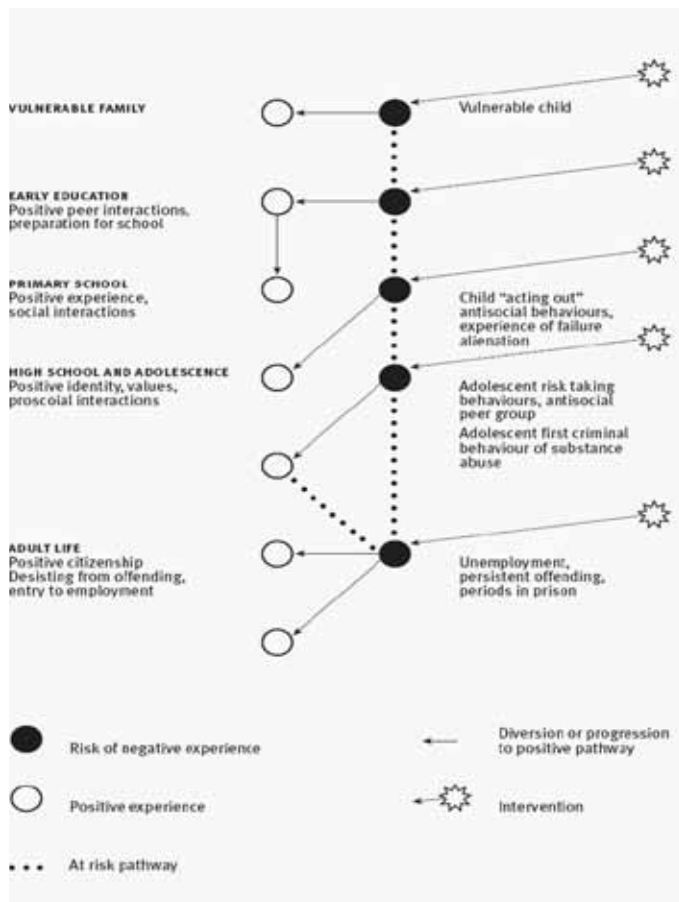 VULNERABLE FAMILY
Vulnerable child
EARLY EDUCATION
Positive peer interactions,
preparation for school
PRIMARY SCHOOL
Positive experience,
social interactions
Child "acting out"
antisocial behaviours,
experience of failure
alienation
HIGH SCHOOL AND ADOLESCENCE
Positive identity, values,
proscoial interactions
Adolescent risk taking
behaviours, antisocial
peer group
Adolescent first criminal
behaviour of substance
abuse
ADULT LIFE
Positive citizenship
Desisting from offending,
entry to employment
Unemployment,
persistent offending,
periods in prison
Risk of negative experience
Diversion or progression
to positive pathway
Positive experience
Intervention
At risk pathway